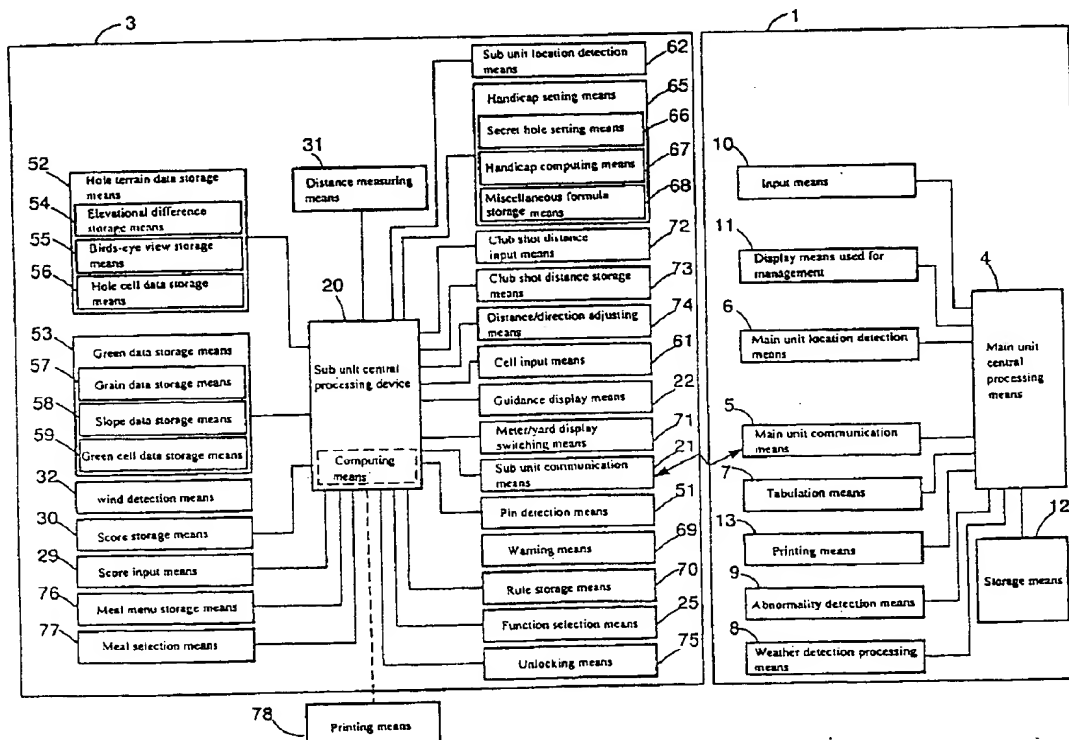 3
1
52
Hole terrain data storage
means
54
Elevational difference
storage means
55
Birds-eye view storage
means
56
Hole cell data storage
means
53
Green data storage means
57
Grain data storage means
58
Slope data storage means
59
Green cell data storage means
32
wind detection means
30
Score storage means
29
Score input means
76
Meal menu storage means
77
Meal selection means
31
Distance measuring
means
20
Sub unit central
processing device
Computing
means
78
Printing means
Sub unit location detection
means
62
Handicap setting means
65
Secret hole setting means
66
Handicap computing means
67
Miscellaneous formula
storage means
68
Club shot distance
input means
72
Club shot distance storage
means
73
Distance/direction adjusting
means
74
Cell input means
61
Guidance display means
22
Meter/yard display
switching means
71
Sub unit communication
means
21
Pin detection means
51
Warning means
69
Rule storage means
70
Function selection means
25
Unlocking means
75
10
Input means
11
Display means used for
management
6
Main unit location detection
means
5
Main unit communication
means
7
Tabulation means
13
Printing means
9
Abnormality detection means
8
Weather detection processing
means
4
Main unit
central
processing
means
12
Storage means